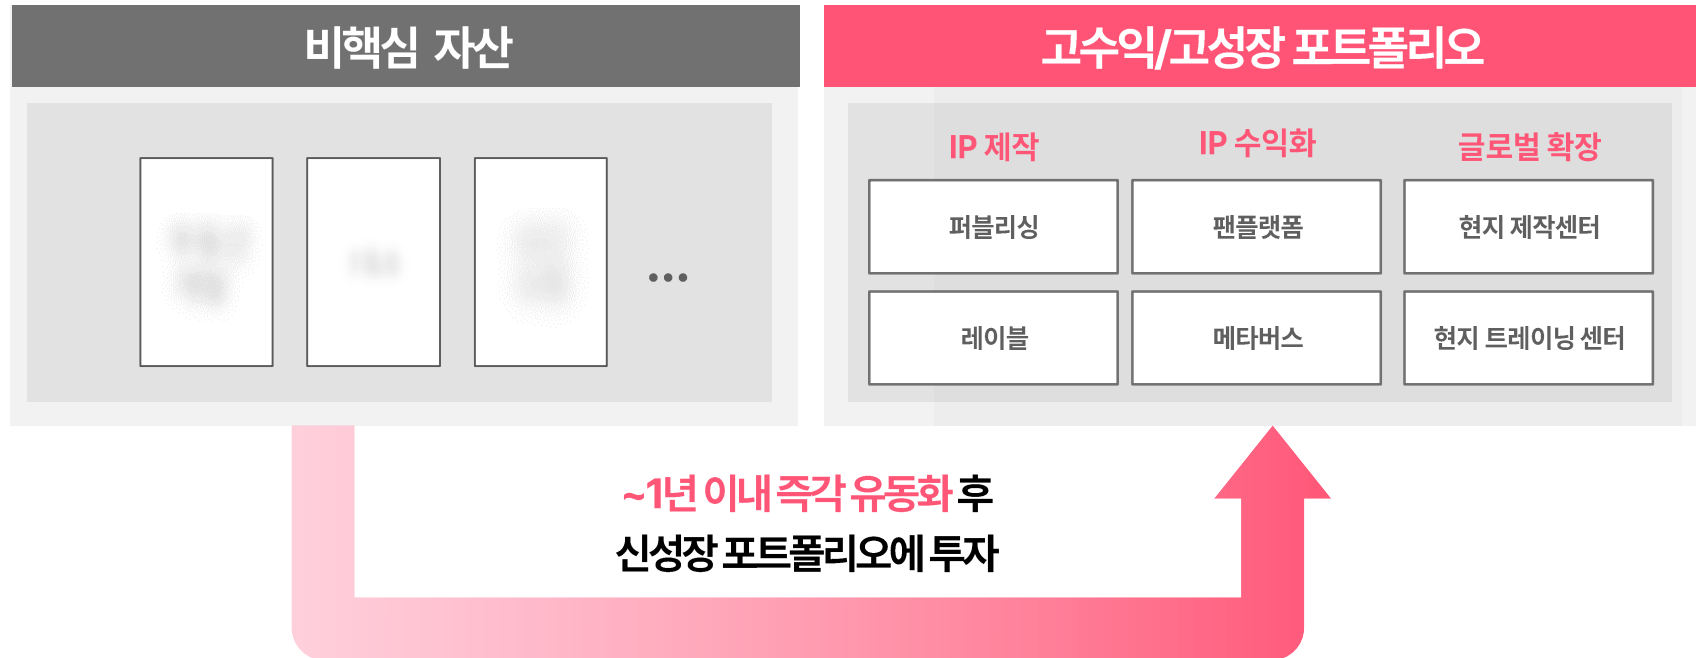 비핵심 자산
...
고수익/고성장 포트폴리오
IP 제작
IP 수익화
글로벌 확장
퍼블리싱
팬플랫폼
현지 제작센터
레이블
메타버스
현지 트레이닝 센터
~1년 이내 즉각 유동화 후
신성장 포트폴리오에 투자